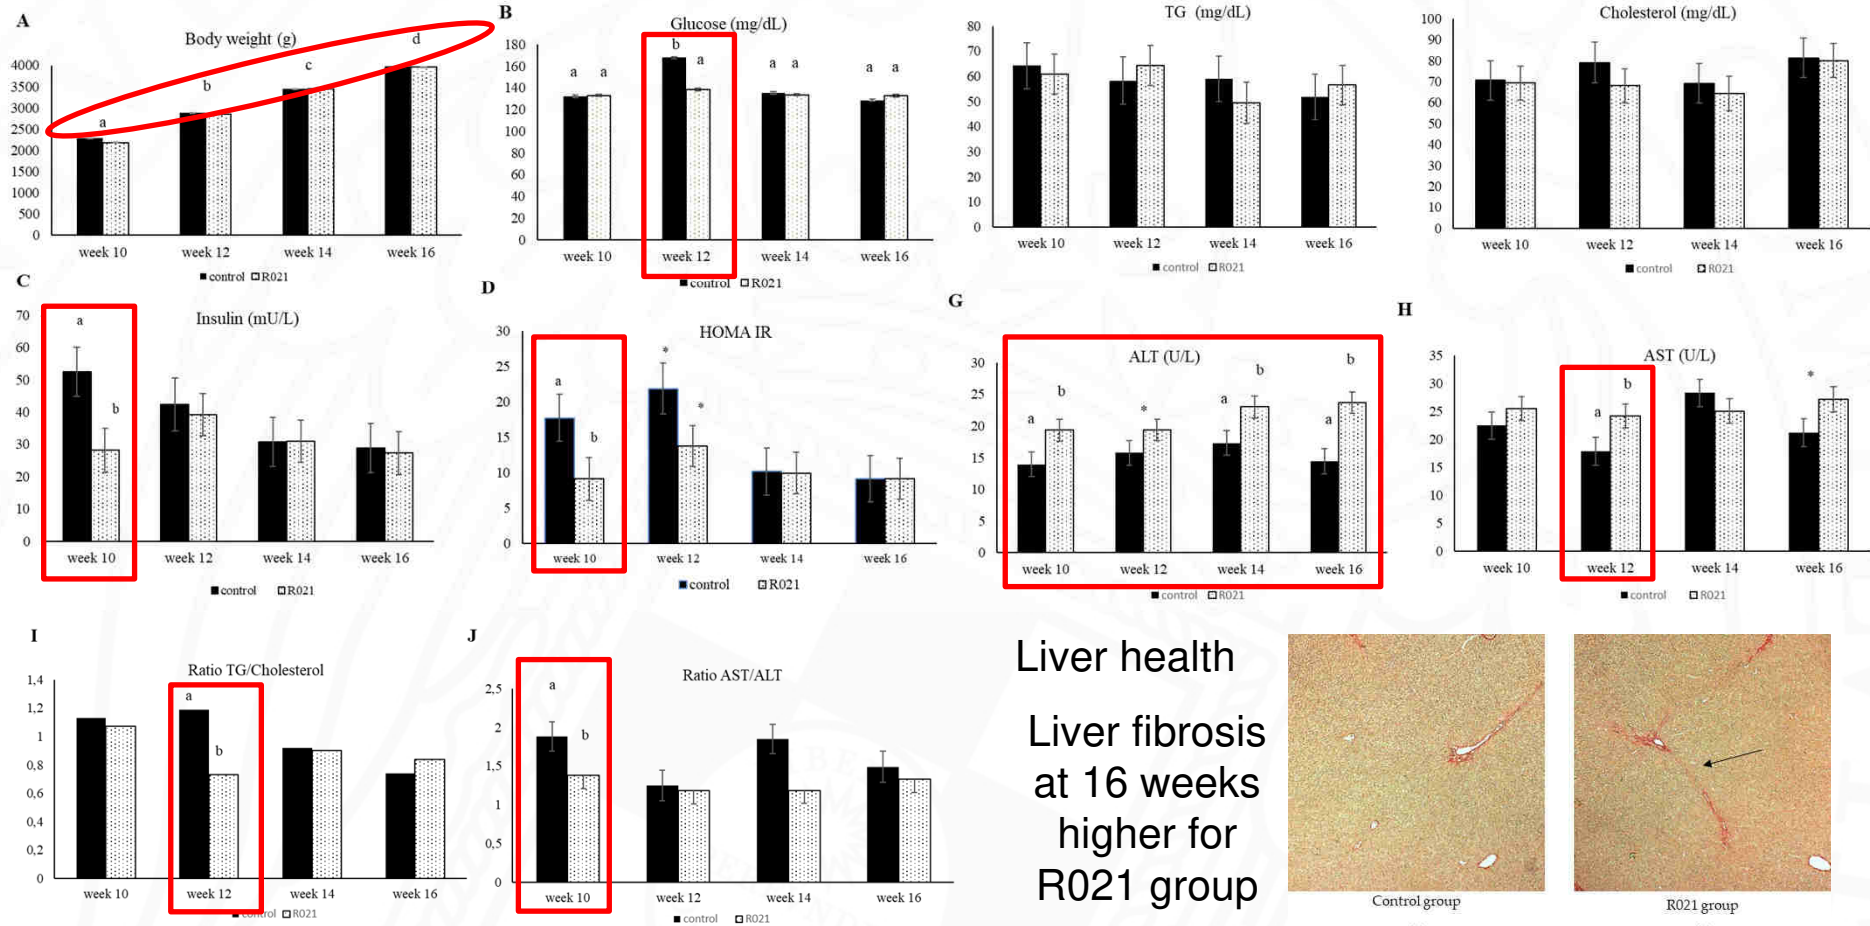 A
Body weight (g)
4000
3500
3000
2500
2000
1500
1000
500
0
a
b
c
d
week 10 week 12 week 14 week 16
control R021
B
Glucose (mg/dL)
180
160
140
120
100
80
60
40
20
0
a a
b
a
a a
a a
week 10 week 12 week 14 week 16
control R021
TG (mg/dL)
80
70
60
50
40
30
20
10
0
week 10 week 12 week 14 week 16
control R021
Cholesterol (mg/dL)
100
90
80
70
60
50
40
30
20
10
0
week 10 week 12 week 14 week 16
control R021
C
Insulin (mU/L)
70
60
50
40
30
20
10
0
a
b
week 10 week 12 week 14 week 16
control R021
D
HOMA IR
30
25
20
15
10
5
0
a
b
*
*
week 10 week 12 week 14 week 16
control R021
G
ALT (U/L)
30
25
20
15
10
5
0
a b
*
a b
a b
week 10 week 12 week 14 week 16
control R021
H
AST (U/L)
35
30
25
20
15
10
5
0
a b
*
week 10 week 12 week 14 week 16
control R021
I
Ratio TG/Cholesterol
1,4
1,2
1
0,8
0,6
0,4
0,2
0
a
b
week 10 week 12 week 14 week 16
control R021
J
Ratio AST/ALT
2,5
2
1,5
1
0,5
0
a
b
week 10 week 12 week 14 week 16
control R021
Liver health
Liver fibrosis
at 16 weeks
higher for
R021 group
Control group
R021 group